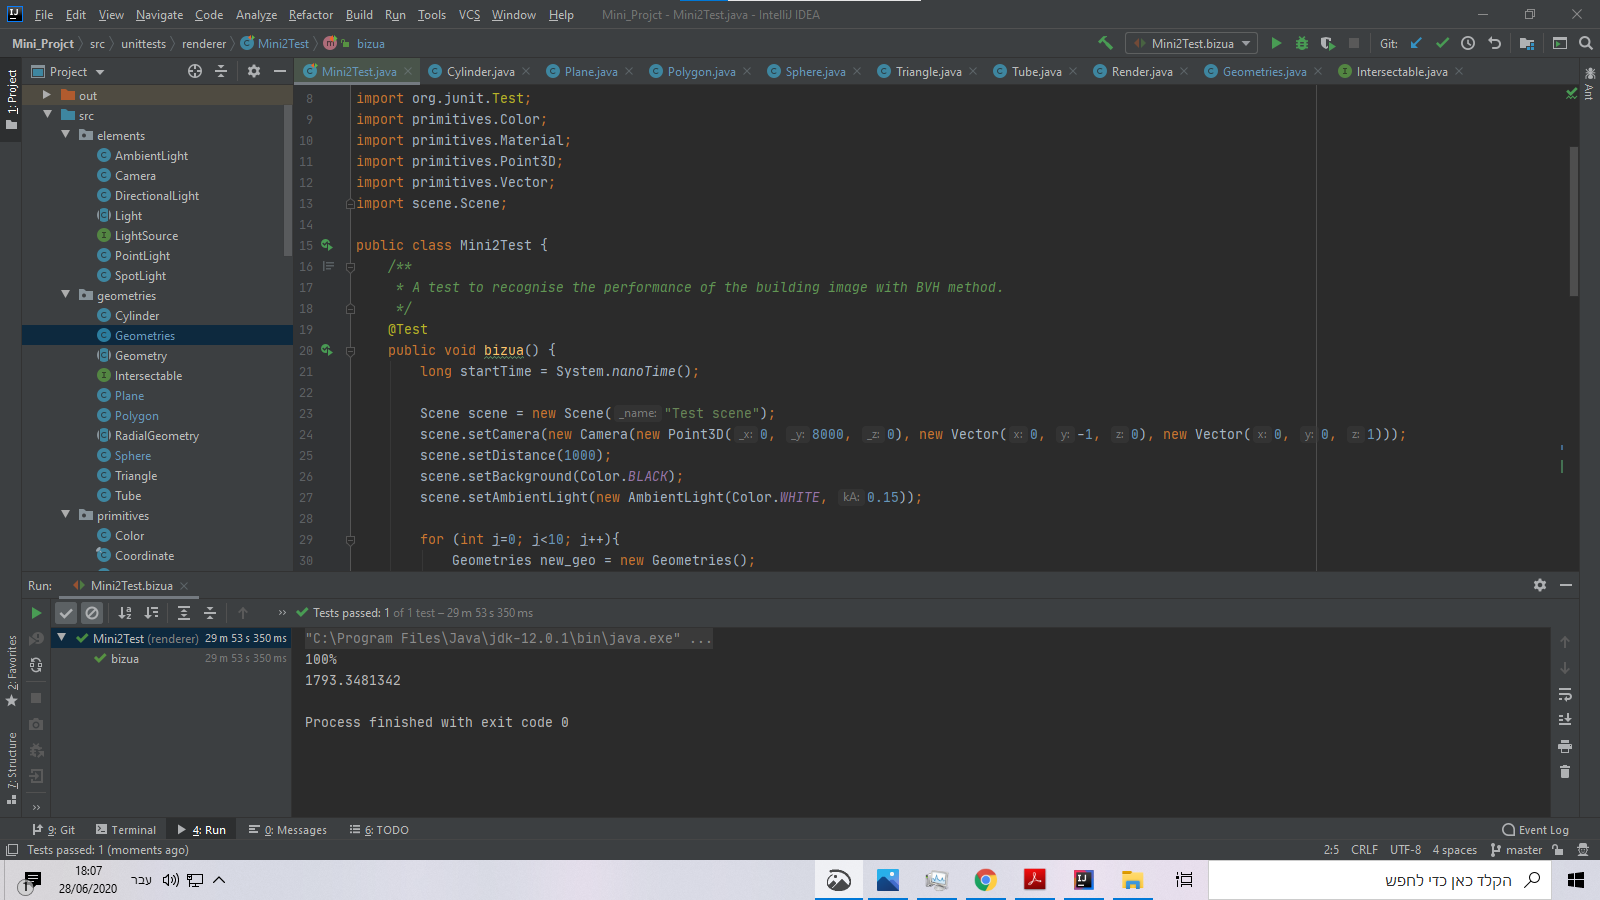 File Edit View Navigate Code Analyze Refactor Build Run Tools VCS Window Help Mini_Projct - Mini2Test.java - IntelliJ IDEA
Mini_Projct src unittests renderer Mini2Test bizua Mini2Test.bizua Git:
Project Mini2Test.java Cylinder.java Plane.java Polygon.java Sphere.java Triangle.java Tube.java Render.java Geometries.java Intersectable.java
1: Project
Ant
out
src
elements
AmbientLight
Camera
DirectionalLight
Light
LightSource
PointLight
SpotLight
geometries
Cylinder
Geometries
Geometry
Intersectable
Plane
Polygon
RadialGeometry
Sphere
Triangle
Tube
primitives
Color
Coordinate
8 import org.junit.Test;
9 import primitives.Color;
10 import primitives.Material;
11 import primitives.Point3D;
12 import primitives.Vector;
13 import scene.Scene;
14
15 public class Mini2Test {
16 /**
17 * A test to recognise the performance of the building image with BVH method.
18 */
19 @Test
20 public void bizua() {
21 long startTime = System.nanoTime();
22
23 Scene scene = new Scene( _name: "Test scene");
24 scene.setCamera(new Camera(new Point3D( _x: 0, _y: 8000, _z: 0), new Vector( x: 0, y: -1, z: 0), new Vector( x: 0, y: 0, z: 1)));
25 scene.setDistance(1000);
26 scene.setBackground(Color.BLACK);
27 scene.setAmbientLight(new AmbientLight(Color.WHITE, kA: 0.15));
28
29 for (int j=0; j<10; j++){
30 Geometries new_geo = new Geometries();
Run: Mini2Test.bizua
Tests passed: 1 of 1 test – 29 m 53 s 350 ms
Mini2Test (renderer) 29 m 53 s 350 ms
bizua 29 m 53 s 350 ms
"C:\Program Files\Java\jdk-12.0.1\bin\java.exe" ...
100%
1793.3481342
Process finished with exit code 0
2: Favorites
7: Structure
9: Git Terminal 4: Run 0: Messages 6: TODO Event Log
Tests passed: 1 (moments ago) 2:5 CRLF UTF-8 4 spaces master
1
18:07
28/06/2020
עבר
הקלד כאן כדי לחפש